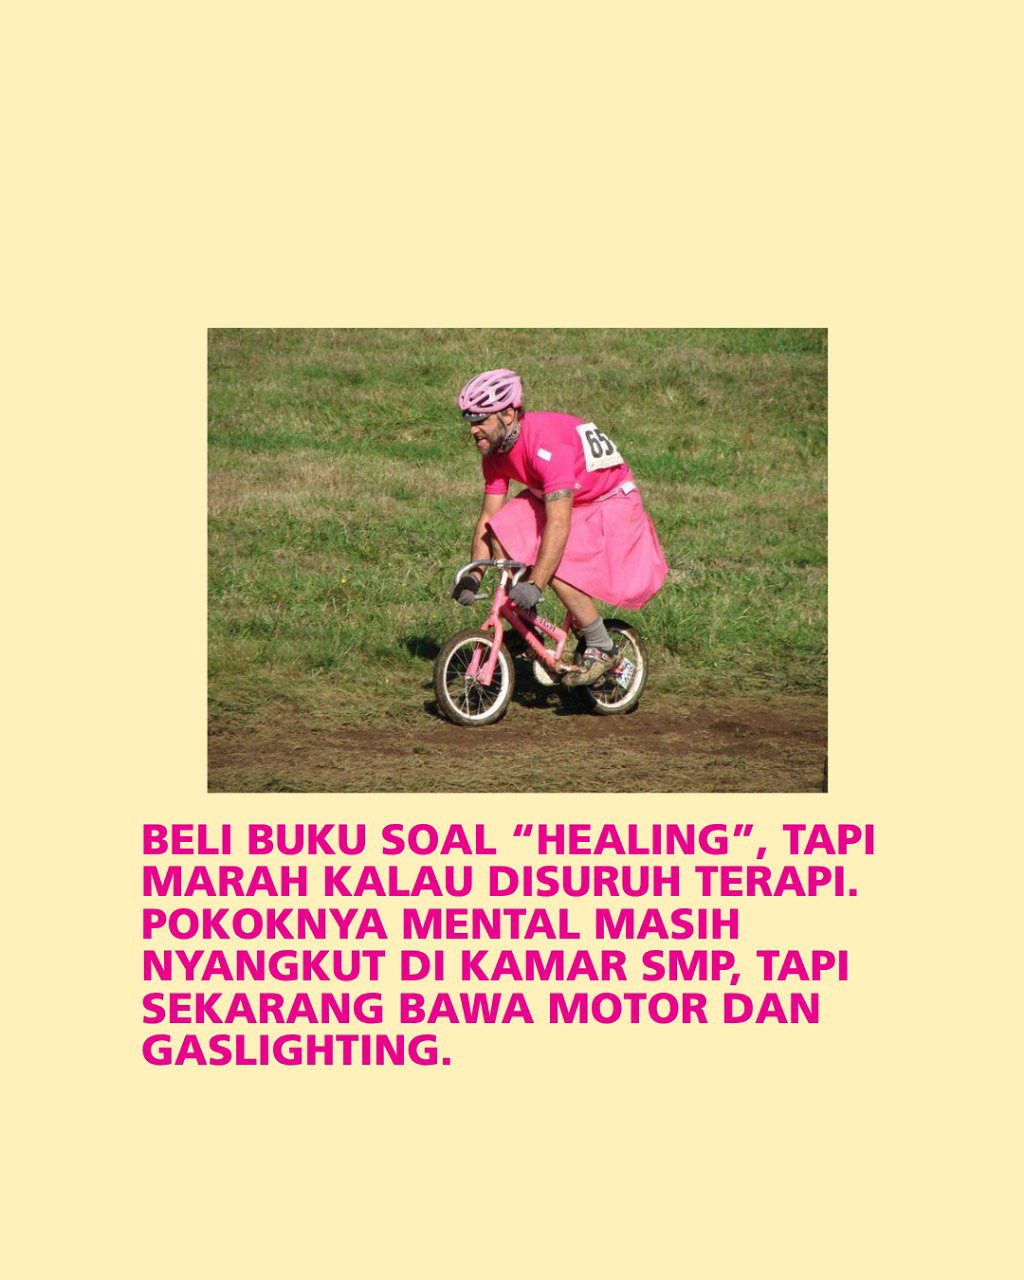 65
BELI BUKU SOAL “HEALING”, TAPI
MARAH KALAU DISURUH TERAPI.
POKOKNYA MENTAL MASIH
NYANGKUT DI KAMAR SMP, TAPI
SEKARANG BAWA MOTOR DAN
GASLIGHTING.